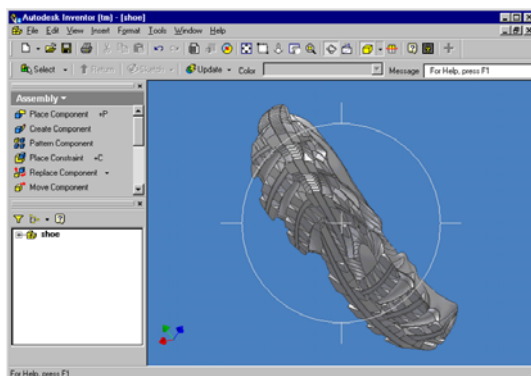 Autodesk Inventor [tm] - [shoe]
File Edit View Insert Format Tools Window Help
Select Return Sketch Update Color Message For Help, press F1
Assembly
Place Component +P
Create Component
Pattern Component
Place Constraint +C
Replace Component
Move Component
shoe
For Help, press F1